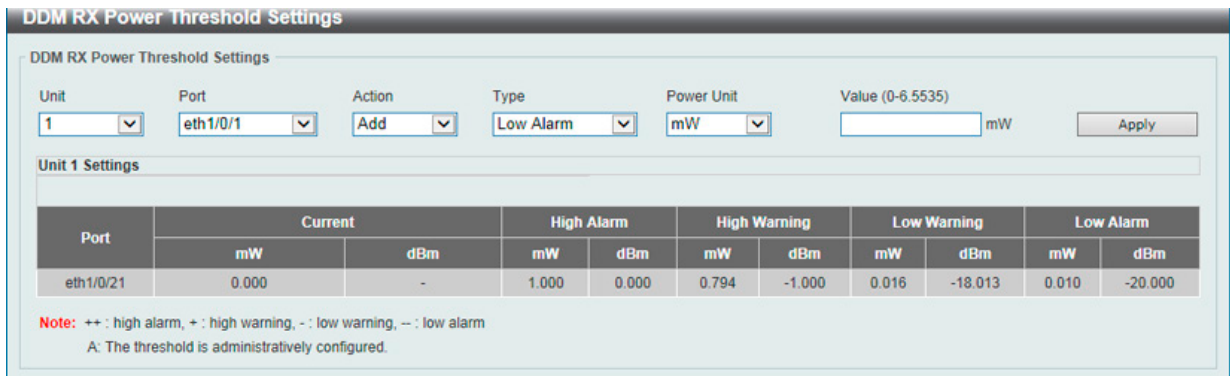 DDM RX Power Threshold Settings
DDM RX Power Threshold Settings
Unit Port Action Type Power Unit Value (0-6.5535)
1 eth1/0/1 Add Low Alarm mW mW Apply
Unit 1 Settings
Port Current High Alarm High Warning Low Warning Low Alarm
mW dBm mW dBm mW dBm mW dBm mW dBm
eth1/0/21 0.000 - 1.000 0.000 0.794 -1.000 0.016 -18.013 0.010 -20.000
Note: ++ : high alarm, + : high warning, - : low warning, -- : low alarm
A: The threshold is administratively configured.